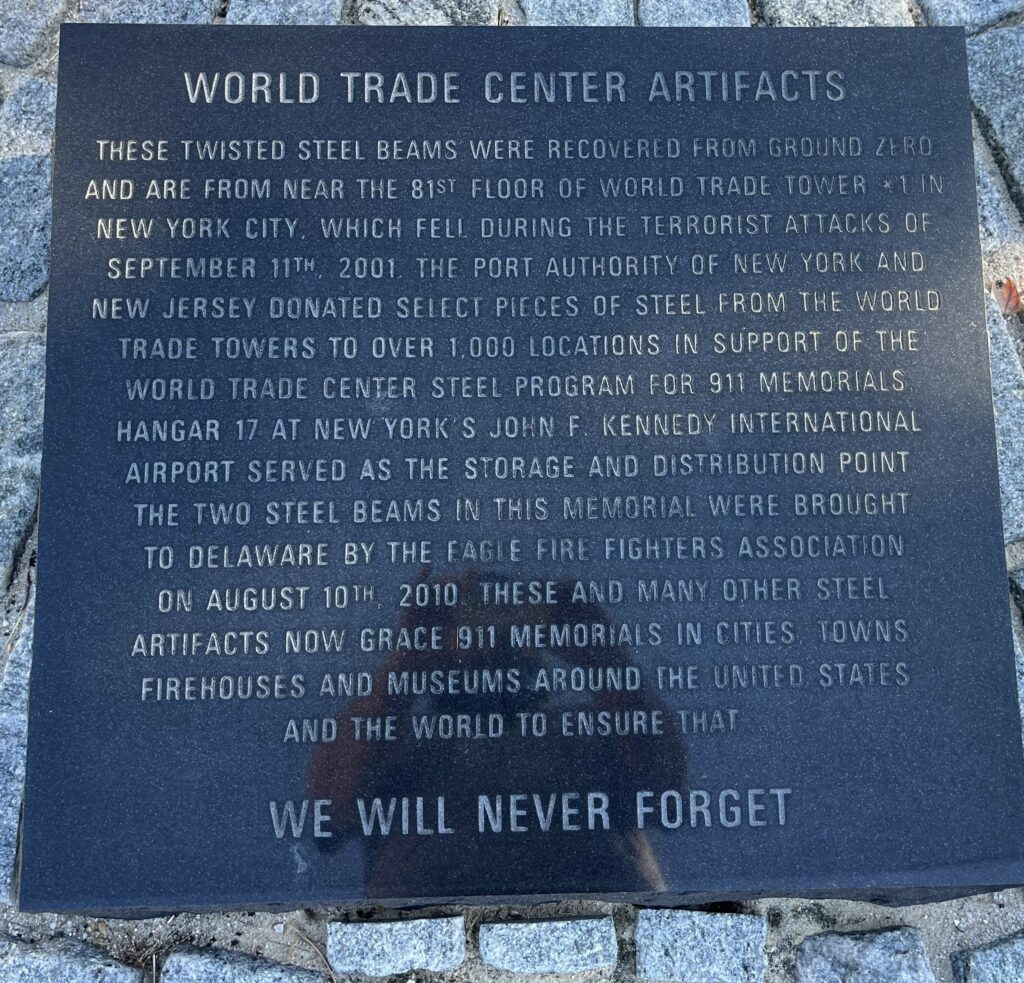 WORLD TRADE CENTER ARTIFACTS
THESE TWISTED STEEL BEAMS WERE RECOVERED FROM GROUND ZERO
AND ARE FROM NEAR THE 81ST FLOOR OF WORLD TRADE TOWER *1 IN
NEW YORK CITY, WHICH FELL DURING THE TERRORIST ATTACKS OF
SEPTEMBER 11TH, 2001. THE PORT AUTHORITY OF NEW YORK AND
NEW JERSEY DONATED SELECT PIECES OF STEEL FROM THE WORLD
TRADE TOWERS TO OVER 1,000 LOCATIONS IN SUPPORT OF THE
WORLD TRADE CENTER STEEL PROGRAM FOR 911 MEMORIALS.
HANGAR 17 AT NEW YORK'S JOHN F. KENNEDY INTERNATIONAL
AIRPORT SERVED AS THE STORAGE AND DISTRIBUTION POINT.
THE TWO STEEL BEAMS IN THIS MEMORIAL WERE BROUGHT
TO DELAWARE BY THE EAGLE FIRE FIGHTERS ASSOCIATION
ON AUGUST 10TH, 2010. THESE AND MANY OTHER STEEL
ARTIFACTS NOW GRACE 911 MEMORIALS IN CITIES, TOWNS,
FIREHOUSES AND MUSEUMS AROUND THE UNITED STATES
AND THE WORLD TO ENSURE THAT
WE WILL NEVER FORGET